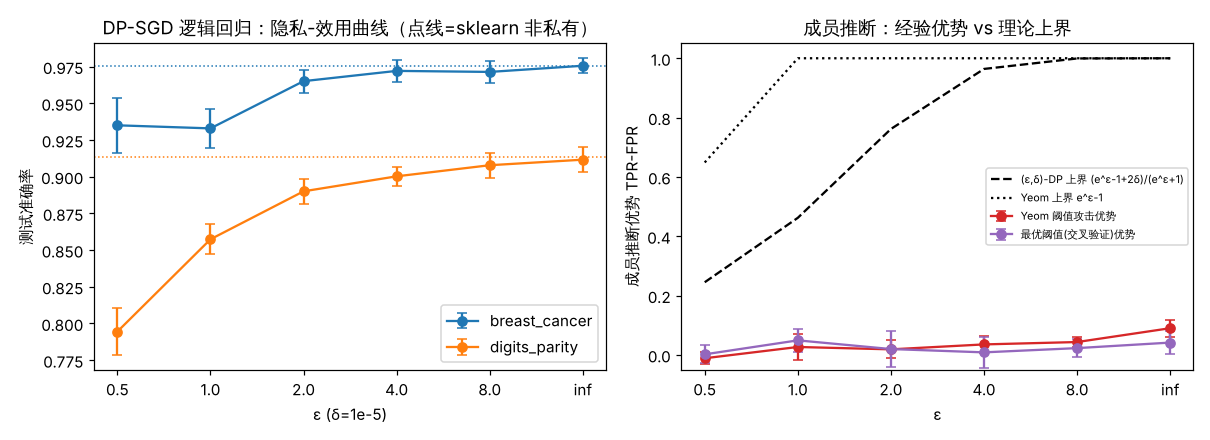 DP-SGD 逻辑回归：隐私-效用曲线（点线=sklearn 非私有）
测试准确率
0.975
0.950
0.925
0.900
0.875
0.850
0.825
0.800
0.775
breast_cancer
digits_parity
0.5 1.0 2.0 4.0 8.0 inf
ε (δ=1e-5)
成员推断：经验优势 vs 理论上界
成员推断优势 TPR-FPR
1.0
0.8
0.6
0.4
0.2
0.0
(ε,δ)-DP 上界 (e^ε-1+2δ)/(e^ε+1)
Yeom 上界 e^ε-1
Yeom 阈值攻击优势
最优阈值(交叉验证)优势
0.5 1.0 2.0 4.0 8.0 inf
ε